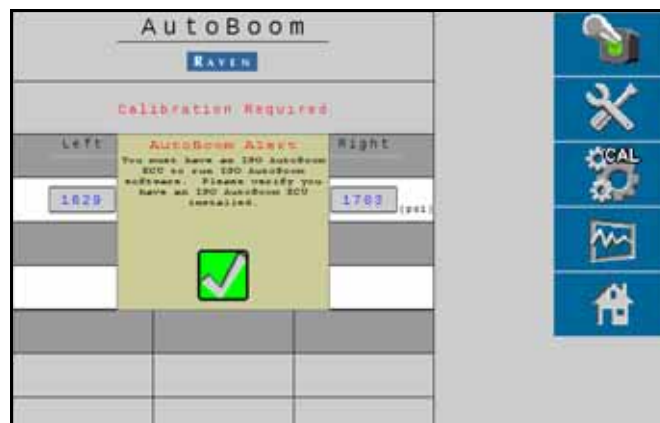 AutoBoom
RAVEN
Calibration Required
Left
AutoBoom Alert
Right
You must have an ISO AutoBoom
ECU to run ISO AutoBoom
software. Please verify you
have an ISO AutoBoom ECU
installed.
1629
1763
(psi)
CAL